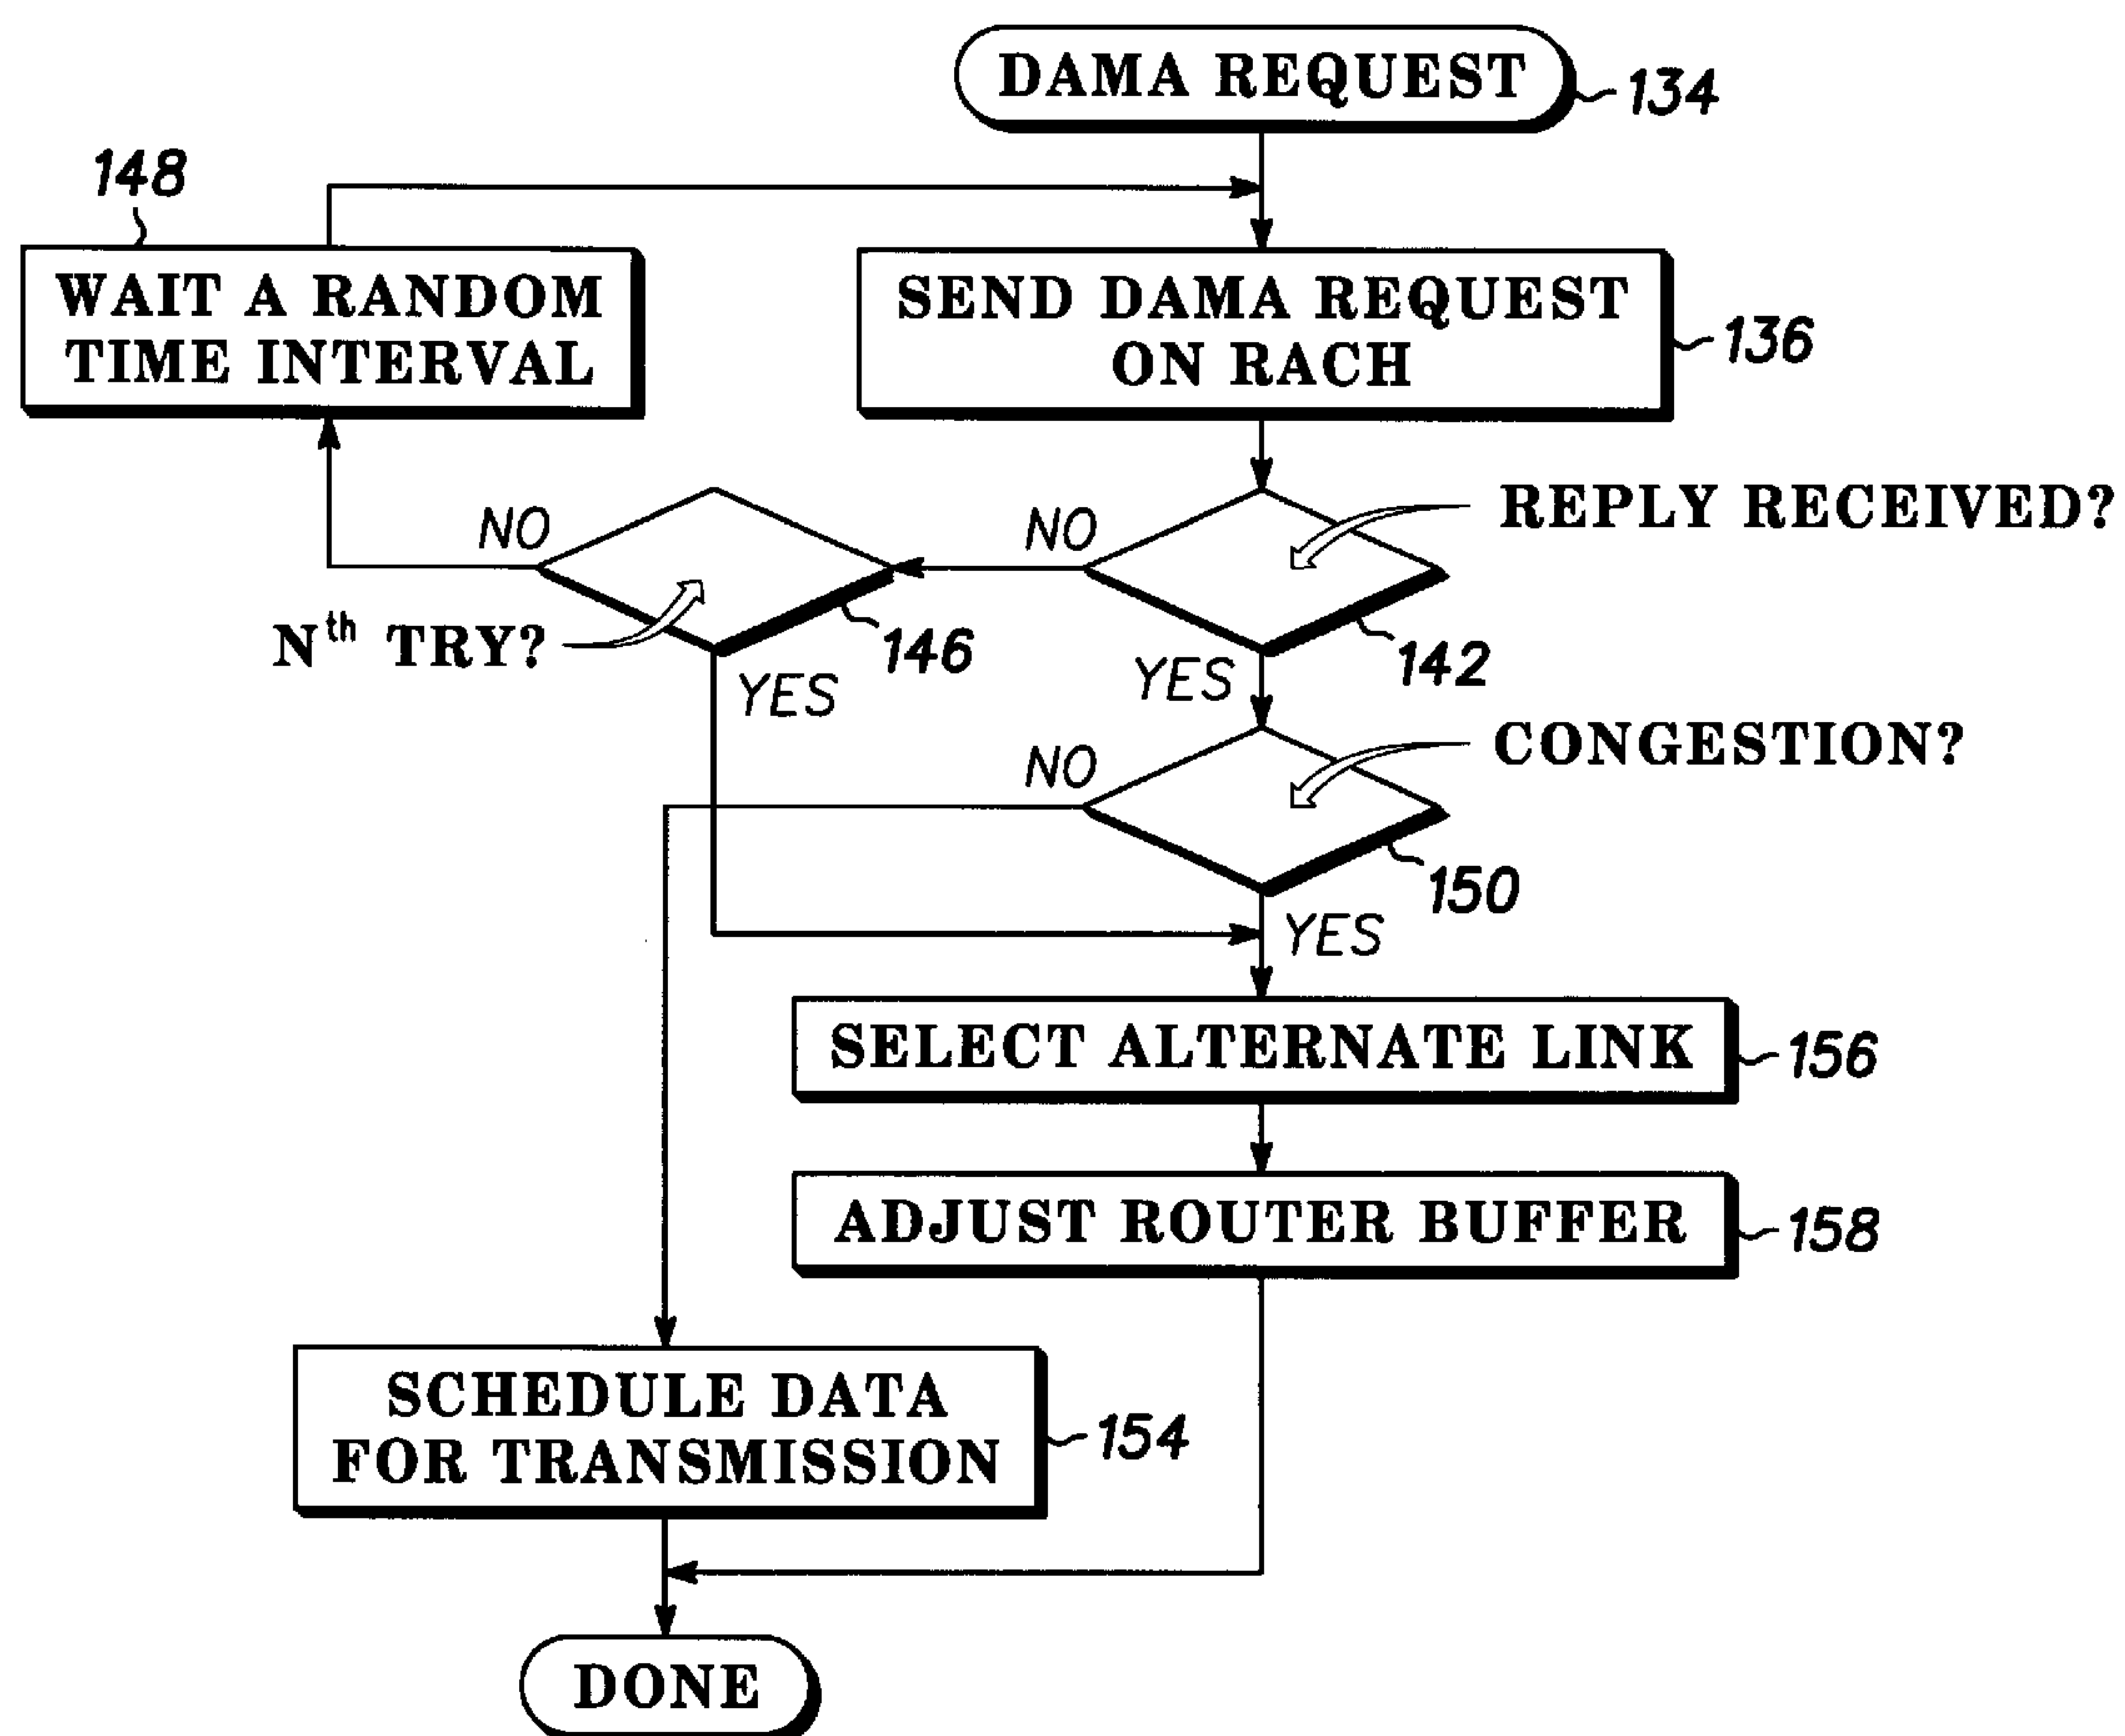 DAMA REQUEST
134
148
WAIT A RANDOM
TIME INTERVAL
SEND DAMA REQUEST
ON RACH
136
NO
NO
REPLY RECEIVED?
Nth TRY?
146
142
YES
YES
NO
CONGESTION?
150
YES
SELECT ALTERNATE LINK
156
ADJUST ROUTER BUFFER
158
SCHEDULE DATA
FOR TRANSMISSION
154
DONE